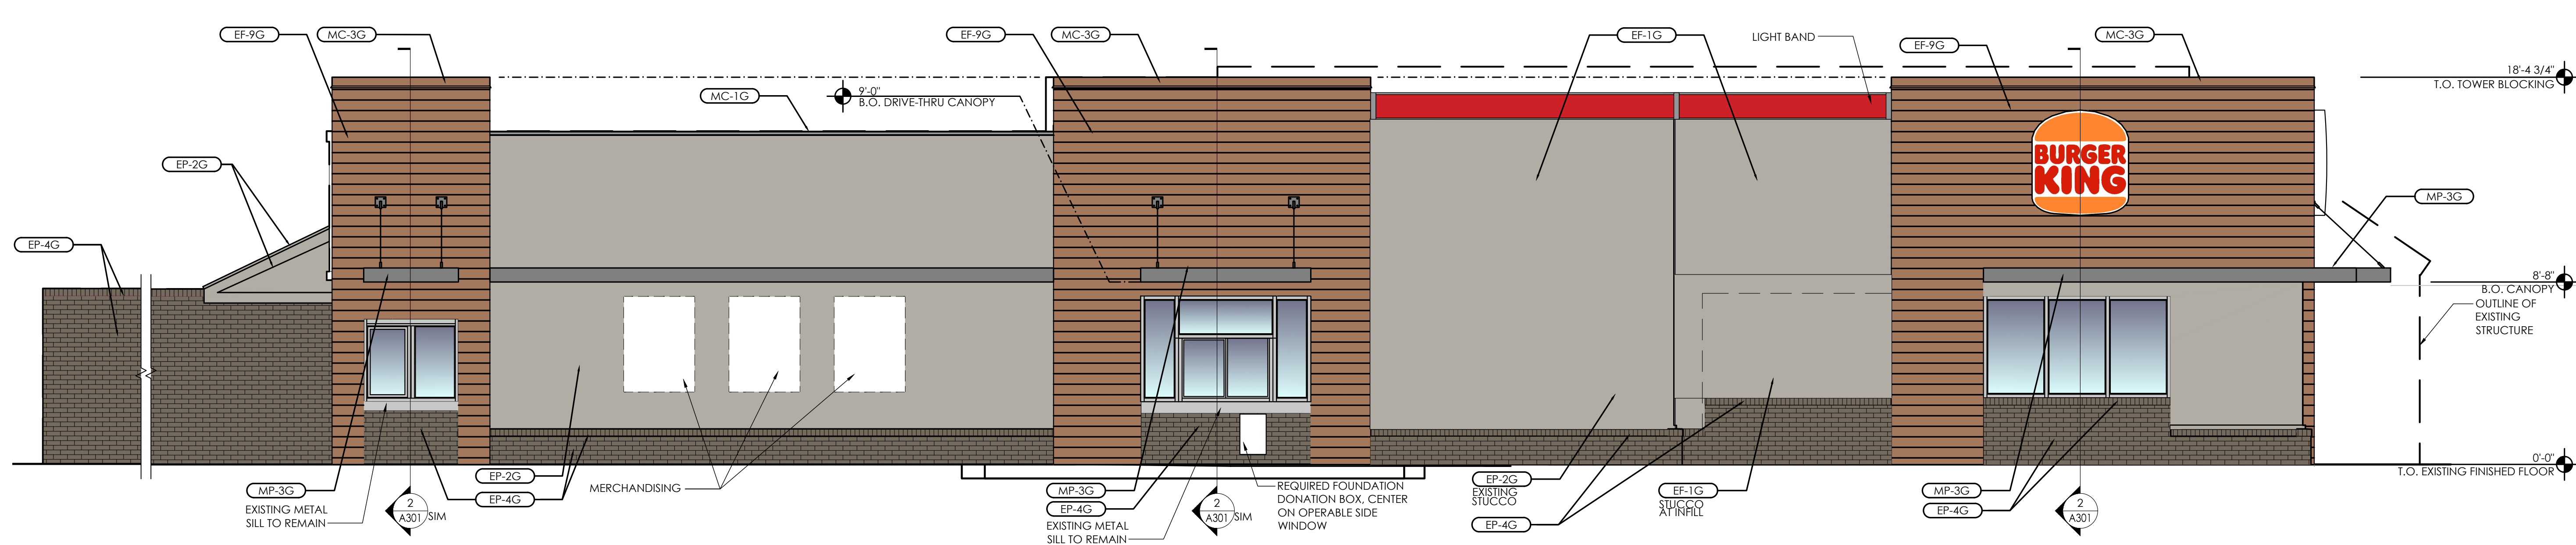 EF-9G
MC-3G
EF-9G
MC-3G
EF-1G
LIGHT BAND
EF-9G
MC-3G
18'-4 3/4"
T.O. TOWER BLOCKING
MC-1G
9'-0"
B.O. DRIVE-THRU CANOPY
EP-2G
BURGER
KING
MP-3G
EP-4G
8'-8"
B.O. CANOPY
OUTLINE OF
EXISTING
STRUCTURE
0'-0"
T.O. EXISTING FINISHED FLOOR
MP-3G
EXISTING METAL
SILL TO REMAIN
2
A301
SIM
EP-2G
EP-4G
MERCHANDISING
MP-3G
EP-4G
EXISTING METAL
SILL TO REMAIN
2
A301
SIM
REQUIRED FOUNDATION
DONATION BOX, CENTER
ON OPERABLE SIDE
WINDOW
EP-2G
EXISTING
STUCCO
EP-4G
EF-1G
STUCCO
AT INFILL
MP-3G
EP-4G
2
A301